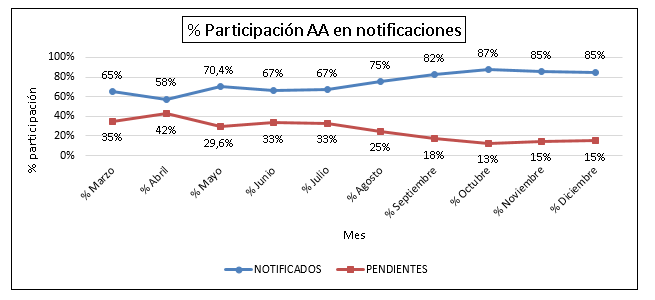 % Participación AA en notificaciones
% participación
100%
80%
60%
40%
20%
0%
65%
58%
70,4%
67%
67%
75%
82%
87%
85%
85%
35%
42%
29,6%
33%
33%
25%
18%
13%
15%
15%
% Marzo
% Abril
% Mayo
% Junio
% Julio
% Agosto
% Septiembre
% Octubre
% Noviembre
% Diciembre
Mes
NOTIFICADOS
PENDIENTES